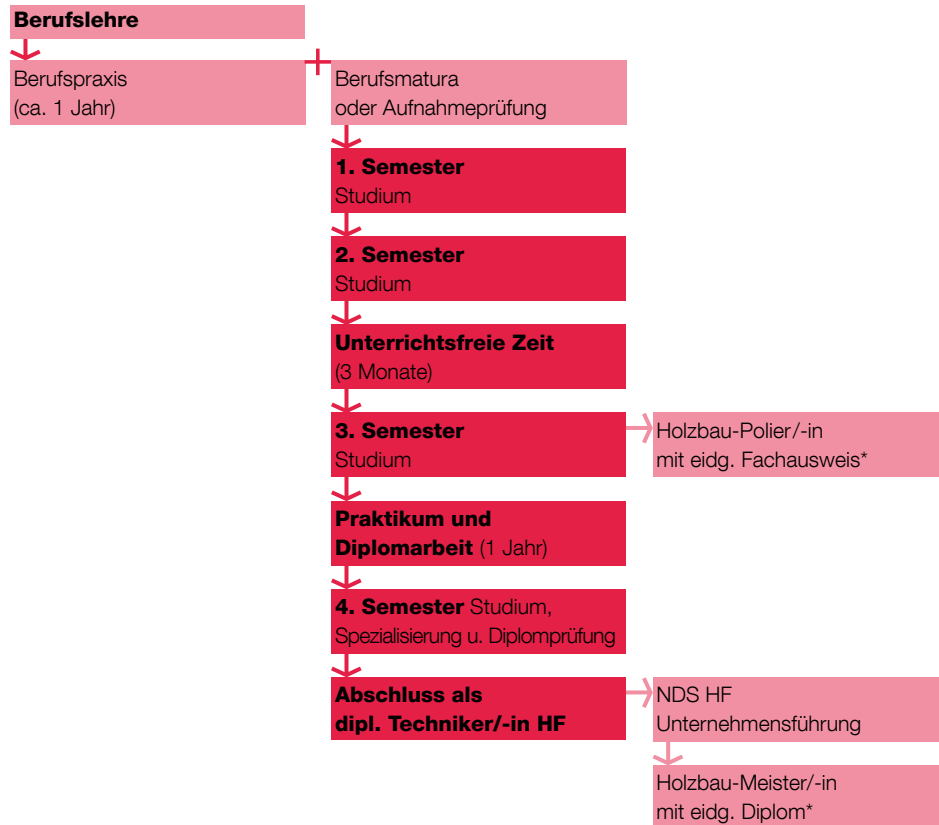 Berufslehre
Berufspraxis
(ca. 1 Jahr)
Berufsmatura
oder Aufnahmeprüfung
1. Semester
Studium
2. Semester
Studium
Unterrichtsfreie Zeit
(3 Monate)
3. Semester
Studium
Holzbau-Polier/-in
mit eidg. Fachausweis*
Praktikum und
Diplomarbeit (1 Jahr)
4. Semester Studium,
Spezialisierung u. Diplomprüfung
Abschluss als
dipl. Techniker/-in HF
NDS HF
Unternehmensführung
Holzbau-Meister/-in
mit eidg. Diplom*